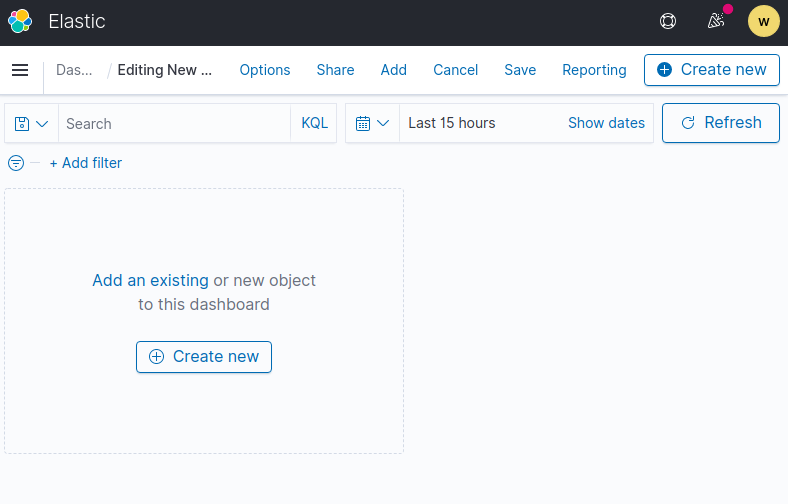 Elastic
w
Das... / Editing New ... Options Share Add Cancel Save Reporting Create new
Search KQL Last 15 hours Show dates Refresh
+ Add filter
Add an existing or new object
to this dashboard
Create new